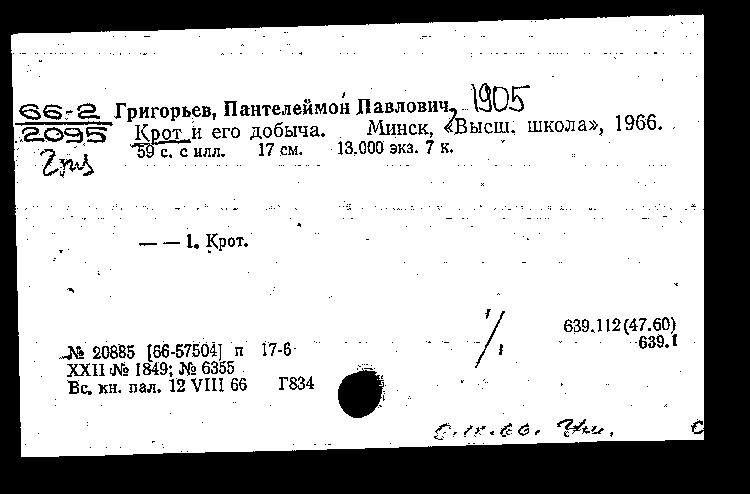 66-2 Григорьев, Пантелеймон Павлович, 1905
2095 Крот и его добыча. Минск, «Высш. школа», 1966.
59 с. с илл. 17 см. 13.000 экз. 7 к.
— — 1. Крот.
639.112(47.60)
639.1
№ 20885 [66-57504] п 17-6
XXII № 1849; № 6355
Вс. кн. пал. 12 VIII 66 Г834